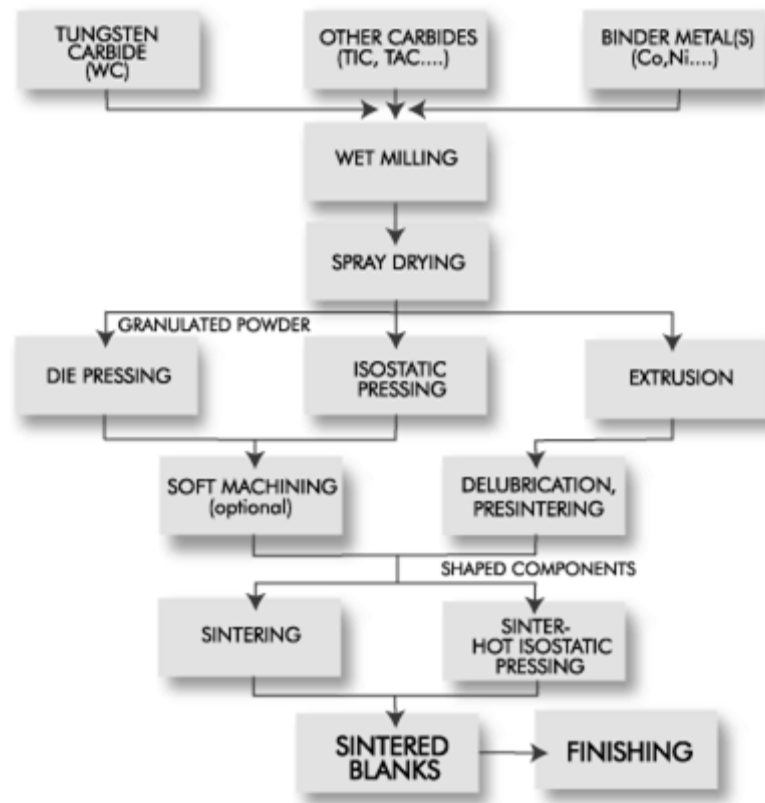 TUNGSTEN
CARBIDE
(WC)
OTHER CARBIDES
(TIC, TAC....)
BINDER METAL(S)
(Co,Ni....)
WET MILLING
SPRAY DRYING
GRANULATED POWDER
DIE PRESSING
ISOSTATIC
PRESSING
EXTRUSION
SOFT MACHINING
(optional)
DELUBRICATION,
PRESINTERING
SHAPED COMPONENTS
SINTERING
SINTER-
HOT ISOSTATIC
PRESSING
SINTERED
BLANKS
FINISHING